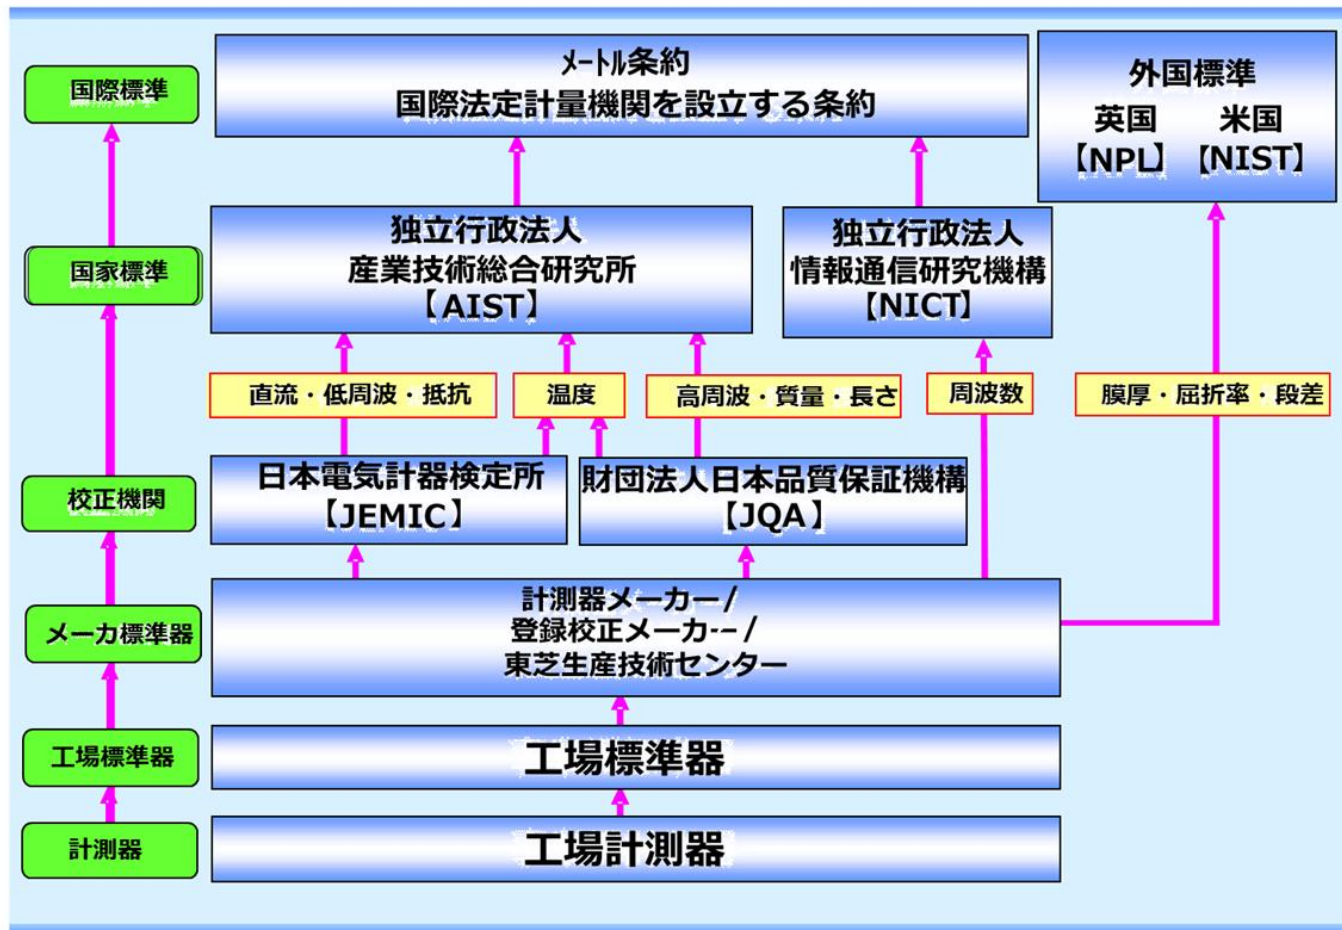 国際標準
メートル条約
国際法定計量機関を設立する条約
外国標準
英国 米国
【NPL】【NIST】
国家標準
独立行政法人
産業技術総合研究所
【AIST】
独立行政法人
情報通信研究機構
【NICT】
直流・低周波・抵抗
温度
高周波・質量・長さ
周波数
膜厚・屈折率・段差
校正機関
日本電気計器検定所
【JEMIC】
財団法人日本品質保証機構
【JQA】
メーカ標準器
計測器メーカー/
登録校正メーカー/
東芝生産技術センター
工場標準器
工場標準器
計測器
工場計測器